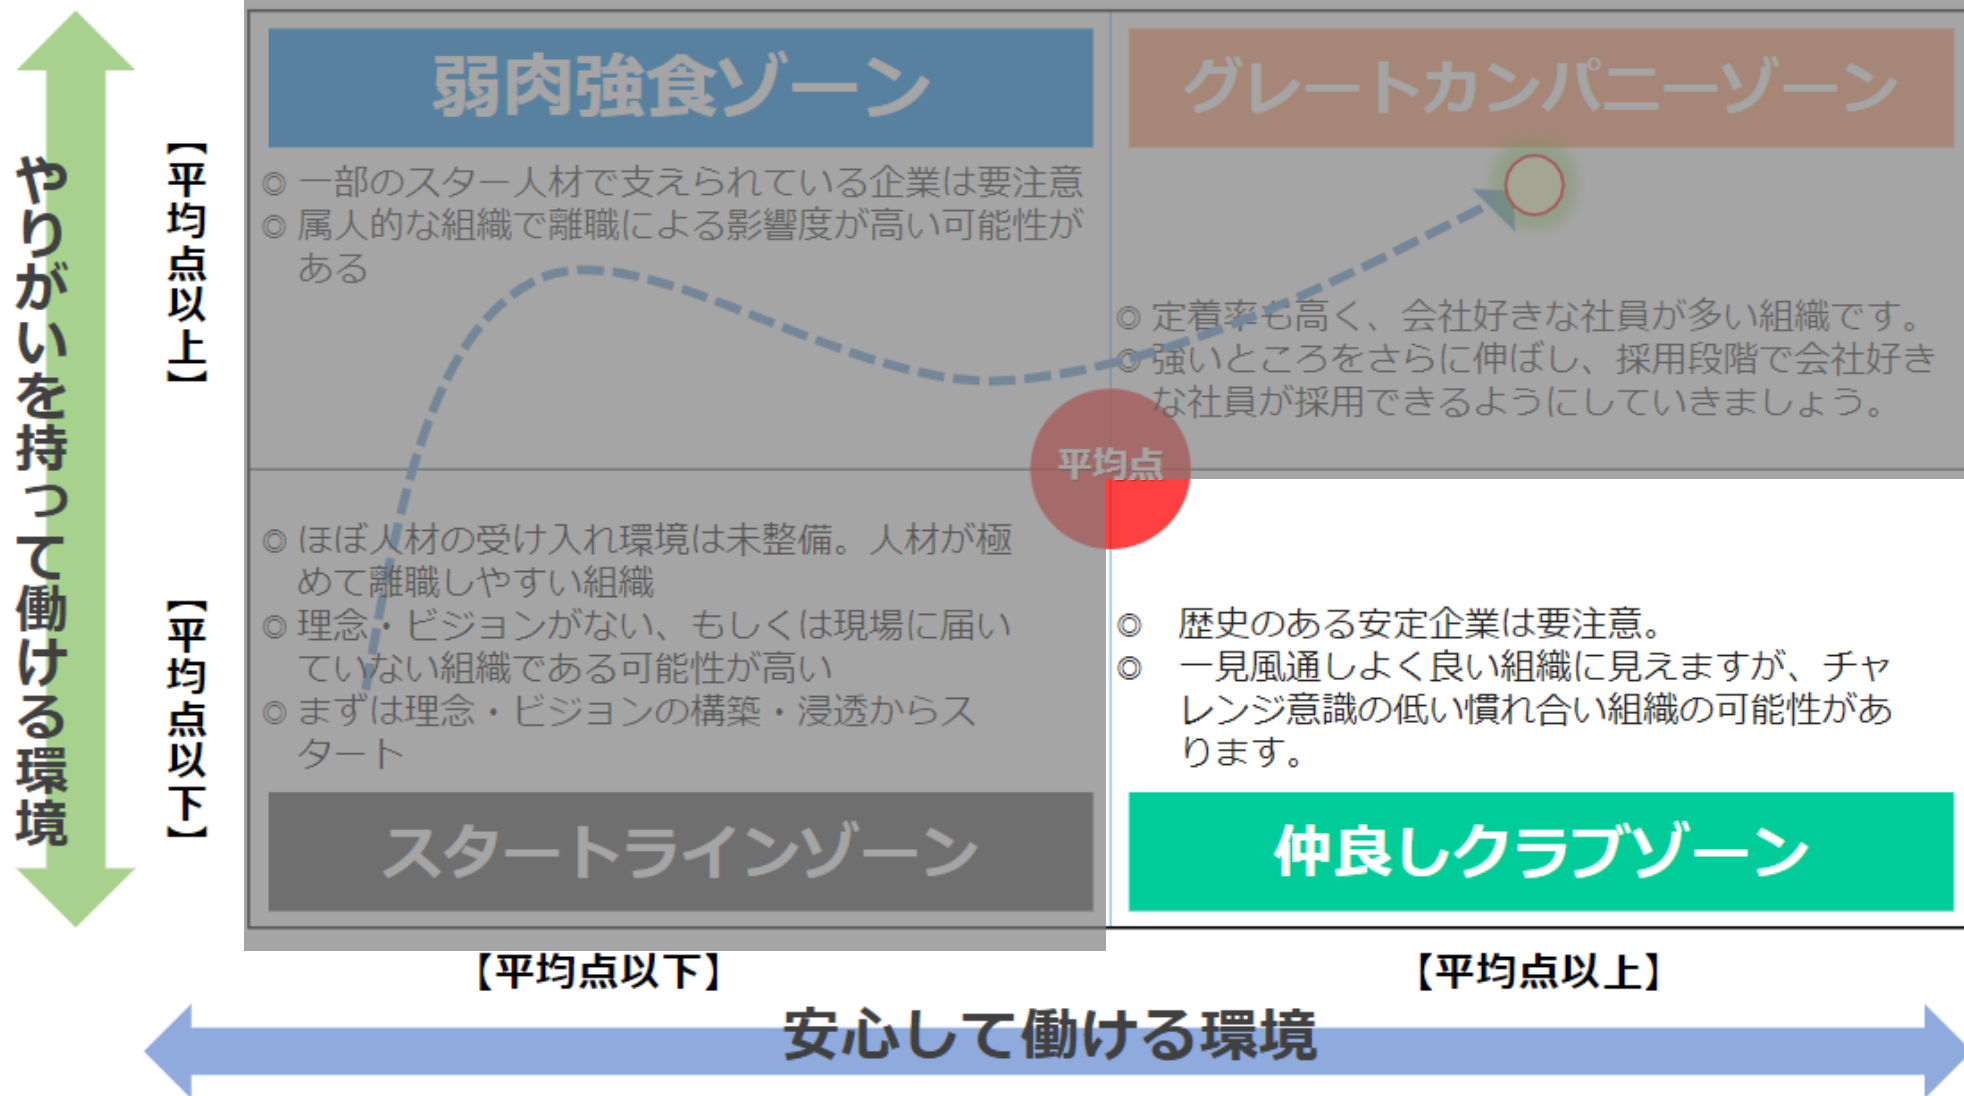 やりがいを持って働ける環境
【平均点以上】
【平均点以下】
弱肉強食ゾーン
◎ 一部のスター人材で支えられている企業は要注意
◎ 属人的な組織で離職による影響度が高い可能性が
ある
グレートカンパニーゾーン
◎ 定着率も高く、会社好きな社員が多い組織です。
◎ 強いところをさらに伸ばし、採用段階で会社好き
な社員が採用できるようにしていきましょう。
平均点
◎ ほぼ人材の受け入れ環境は未整備。人材が極
めて離職しやすい組織
◎ 理念・ビジョンがない、もしくは現場に届い
ていない組織である可能性が高い
◎ まずは理念・ビジョンの構築・浸透からス
タート
スタートラインゾーン
◎ 歴史のある安定企業は要注意。
◎ 一見風通しよく良い組織に見えますが、チャ
レンジ意識の低い慣れ合い組織の可能性があ
ります。
仲良しクラブゾーン
【平均点以下】
【平均点以上】
安心して働ける環境